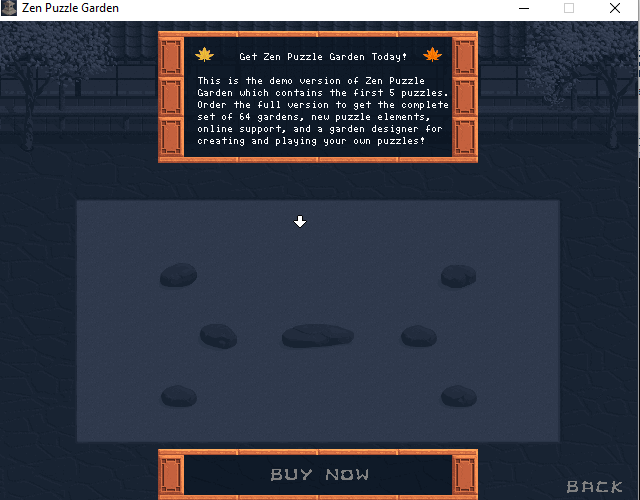 Zen Puzzle Garden
Get Zen Puzzle Garden Today!
This is the demo version of Zen Puzzle
Garden which contains the first 5 puzzles.
Order the full version to get the complete
set of 64 gardens, new puzzle elements,
online support, and a garden designer for
creating and playing your own puzzles!
BUY NOW
BACK